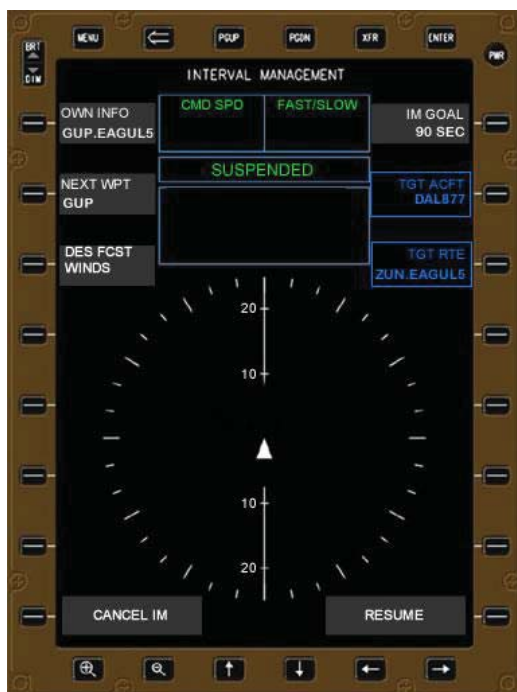 MENU PGUP PGDN XFR ENTER
BRT
DIM
PWR
INTERVAL MANAGEMENT
OWN INFO
GUP.EAGUL5
CMD SPD FAST/SLOW
IM GOAL
90 SEC
SUSPENDED
NEXT WPT
GUP
TGT ACFT
DAL877
DES FCST
WINDS
TGT RTE
ZUN.EAGUL5
20
10
10
20
CANCEL IM
RESUME